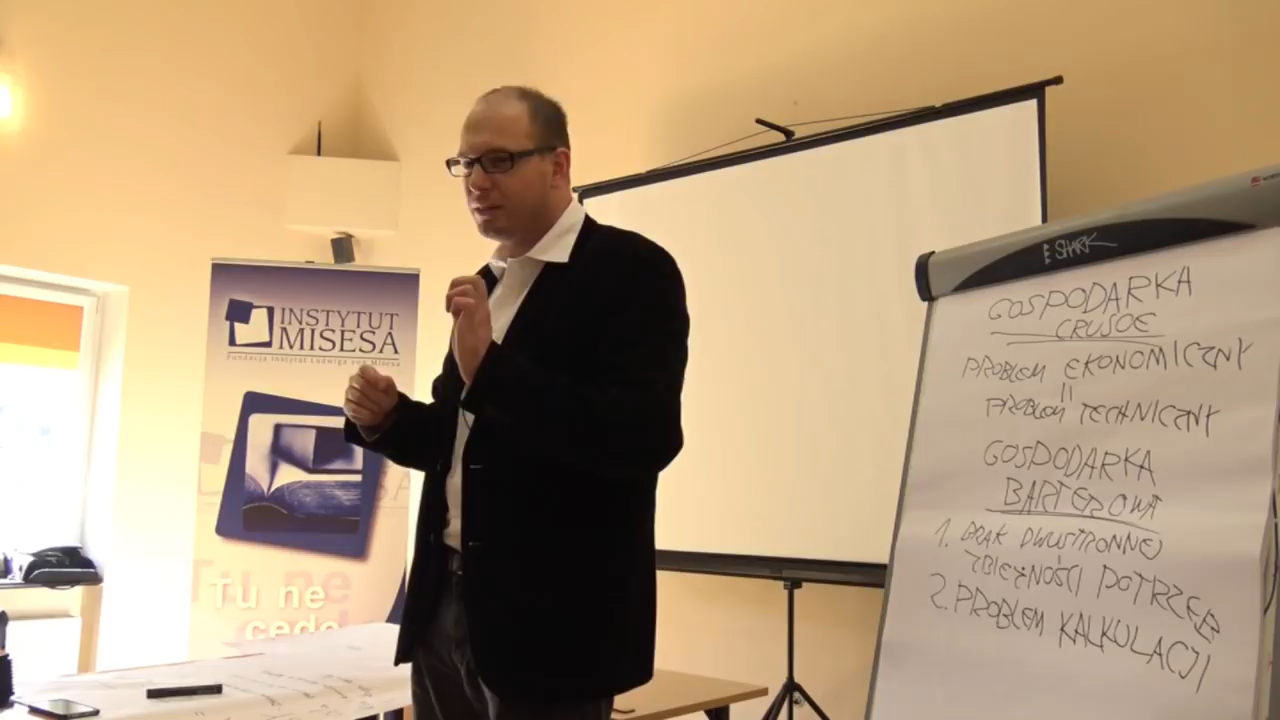 INSTYTUT
MISESA
Fundacja Instytut Ludwiga von Misesa
Tu ne
cede
SHARK
GOSPODARKA
CRUSOE
PROBLEM EKONOMICZNY
=
PROBLEM TECHNICZNY
GOSPODARKA
BARTEROWA
1. BRAK DWUSTRONNEJ
ZBIEŻNOŚCI POTRZEB
2. PROBLEM KALKULACJI